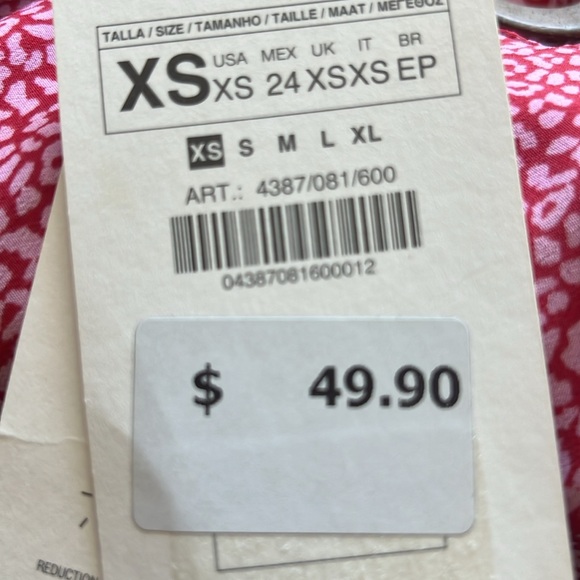 TALLA / SIZE / TAMANHO / TAILLE / MAAT / ΜΕΓΕΘΟΣ
XS USA MEX UK IT BR
XS 24 XS XS EP
XS S M L XL
ART.: 4387/081/600
04387081600012
$ 49.90
REDUCTION